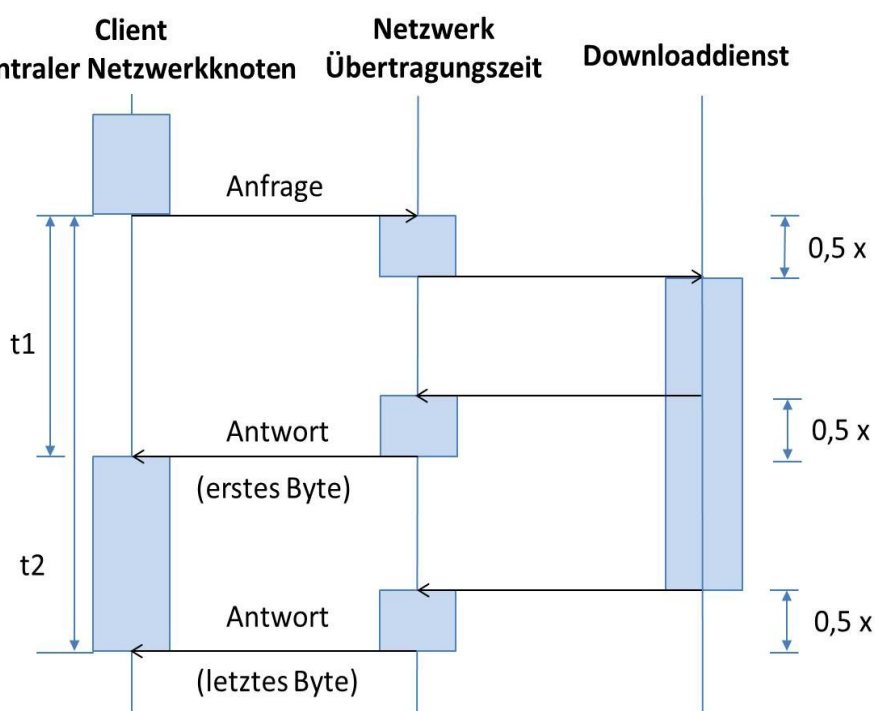 Client
ntraler Netzwerkknoten
Netzwerk
Übertragungszeit
Downloaddienst
Anfrage
0,5 x
t1
Antwort
(erstes Byte)
0,5 x
t2
Antwort
(letztes Byte)
0,5 x